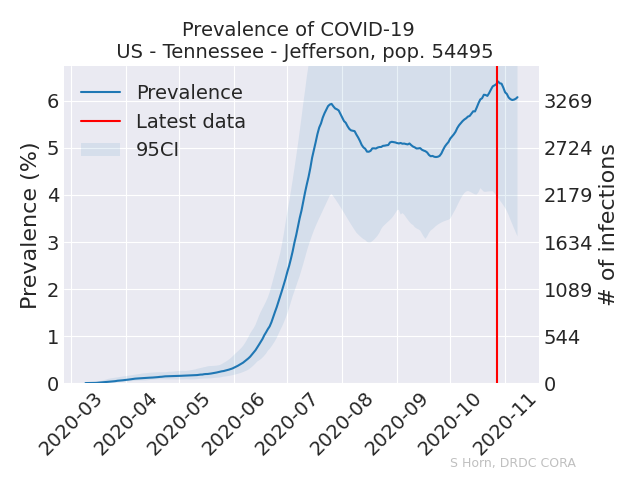 Prevalence of COVID-19
US - Tennessee - Jefferson, pop. 54495
Prevalence
Latest data
95CI
Prevalence (%)
6
5
4
3
2
1
0
3269
2724
2179
1634
1089
544
0
# of infections
2020-03
2020-04
2020-05
2020-06
2020-07
2020-08
2020-09
2020-10
2020-11
S Horn, DRDC CORA